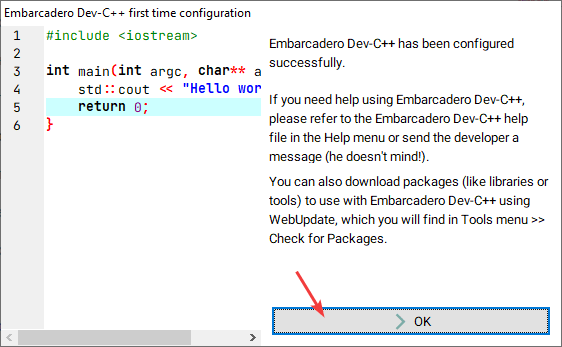 Embarcadero Dev-C++ first time configuration
1 #include <iostream>
2
3 int main(int argc, char** a
4 std::cout << "Hello wor
5 return 0;
6 }
Embarcadero Dev-C++ has been configured
successfully.
If you need help using Embarcadero Dev-C++,
please refer to the Embarcadero Dev-C++ help
file in the Help menu or send the developer a
message (he doesn't mind!).
You can also download packages (like libraries or
tools) to use with Embarcadero Dev-C++ using
WebUpdate, which you will find in Tools menu >>
Check for Packages.
OK